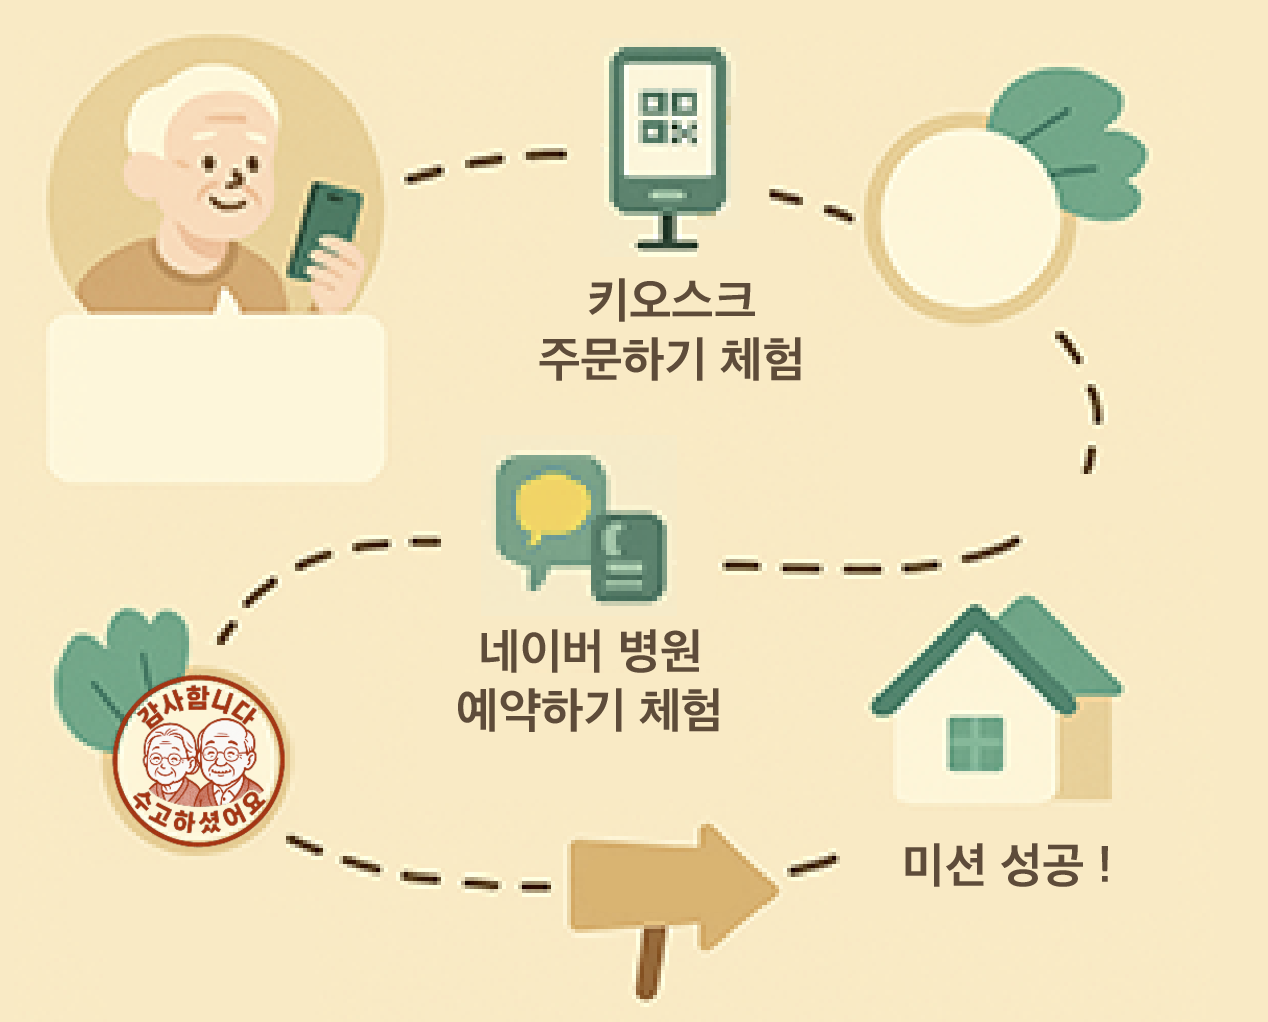 키오스크
주문하기 체험
네이버 병원
예약하기 체험
감사함니다
수고하셨어요
미션 성공 !